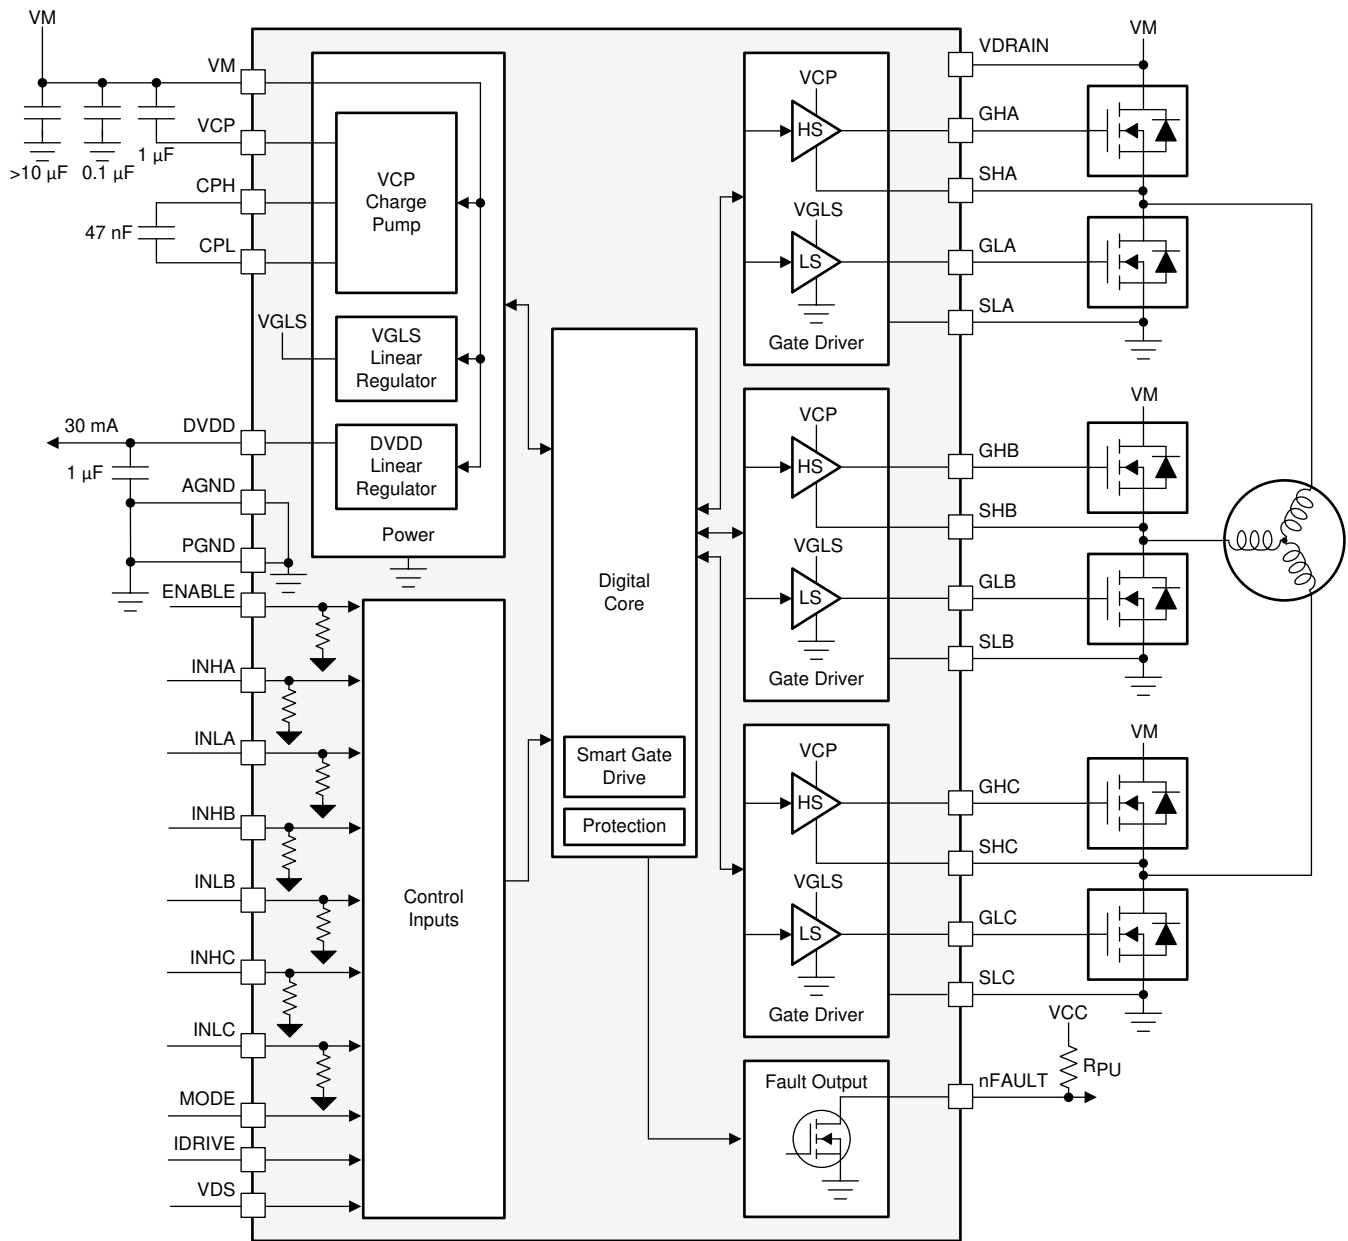 VM
VM
VCP
>10 µF
0.1 µF
1 µF
CPH
47 nF
CPL
VCP
Charge
Pump
VGLS
VGLS
Linear
Regulator
30 mA
DVDD
1 µF
DVDD
Linear
Regulator
AGND
PGND
Power
ENABLE
INHA
INLA
INHB
INLB
INHC
INLC
MODE
IDRIVE
VDS
Control
Inputs
Digital
Core
Smart Gate
Drive
Protection
VCP
HS
VGLS
LS
Gate Driver
VCP
HS
VGLS
LS
Gate Driver
VCP
HS
VGLS
LS
Gate Driver
Fault Output
VDRAIN
VM
GHA
SHA
GLA
SLA
VM
GHB
SHB
GLB
SLB
VM
GHC
SHC
GLC
SLC
VCC
RPU
nFAULT